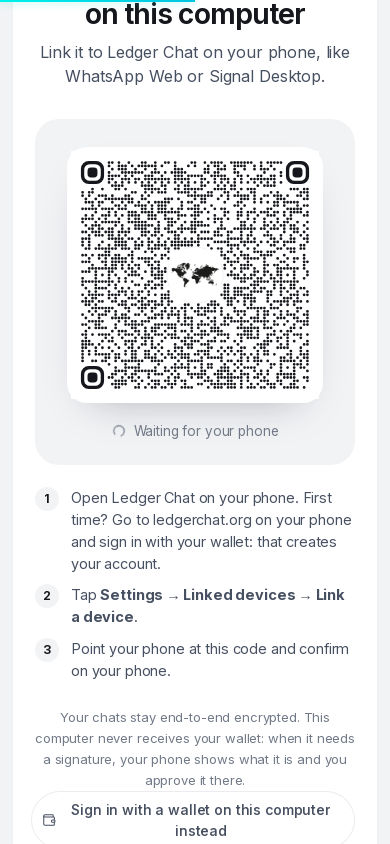 on this computer
Link it to Ledger Chat on your phone, like
WhatsApp Web or Signal Desktop.
Waiting for your phone
1 Open Ledger Chat on your phone. First
time? Go to ledgerchat.org on your phone
and sign in with your wallet: that creates
your account.
2 Tap Settings → Linked devices → Link
a device.
3 Point your phone at this code and confirm
on your phone.
Your chats stay end-to-end encrypted. This
computer never receives your wallet: when it needs
a signature, your phone shows what it is and you
approve it there.
Sign in with a wallet on this computer
instead